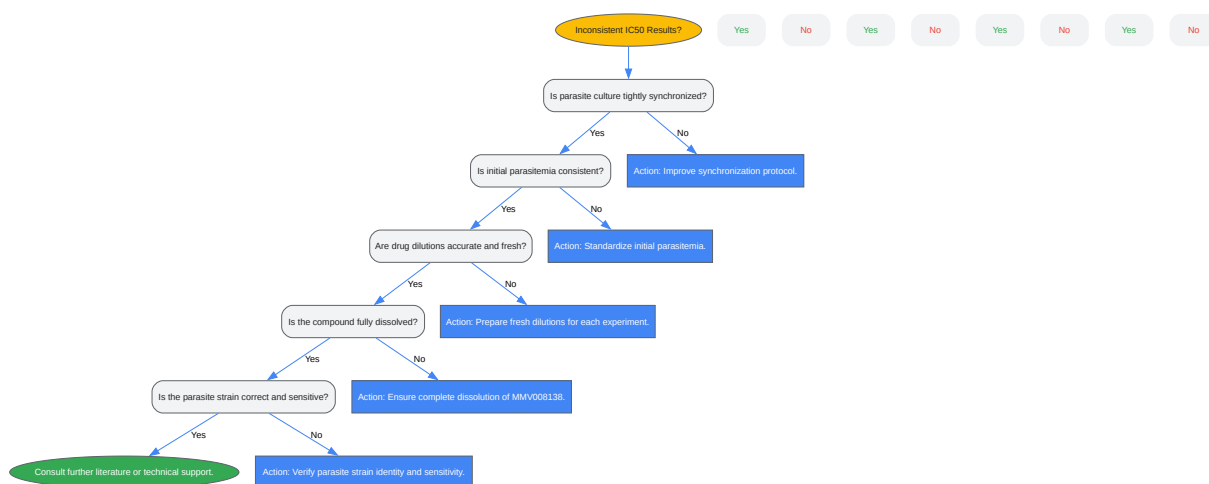 Inconsistent IC50 Results?
Yes
No
Yes
No
Yes
No
Yes
No
Is parasite culture tightly synchronized?
Yes
No
Is initial parasitemia consistent?
Action: Improve synchronization protocol.
Yes
No
Are drug dilutions accurate and fresh?
Action: Standardize initial parasitemia.
Yes
No
Is the compound fully dissolved?
Action: Prepare fresh dilutions for each experiment.
Yes
No
Is the parasite strain correct and sensitive?
Action: Ensure complete dissolution of MMV008138.
Yes
No
Consult further literature or technical support.
Action: Verify parasite strain identity and sensitivity.